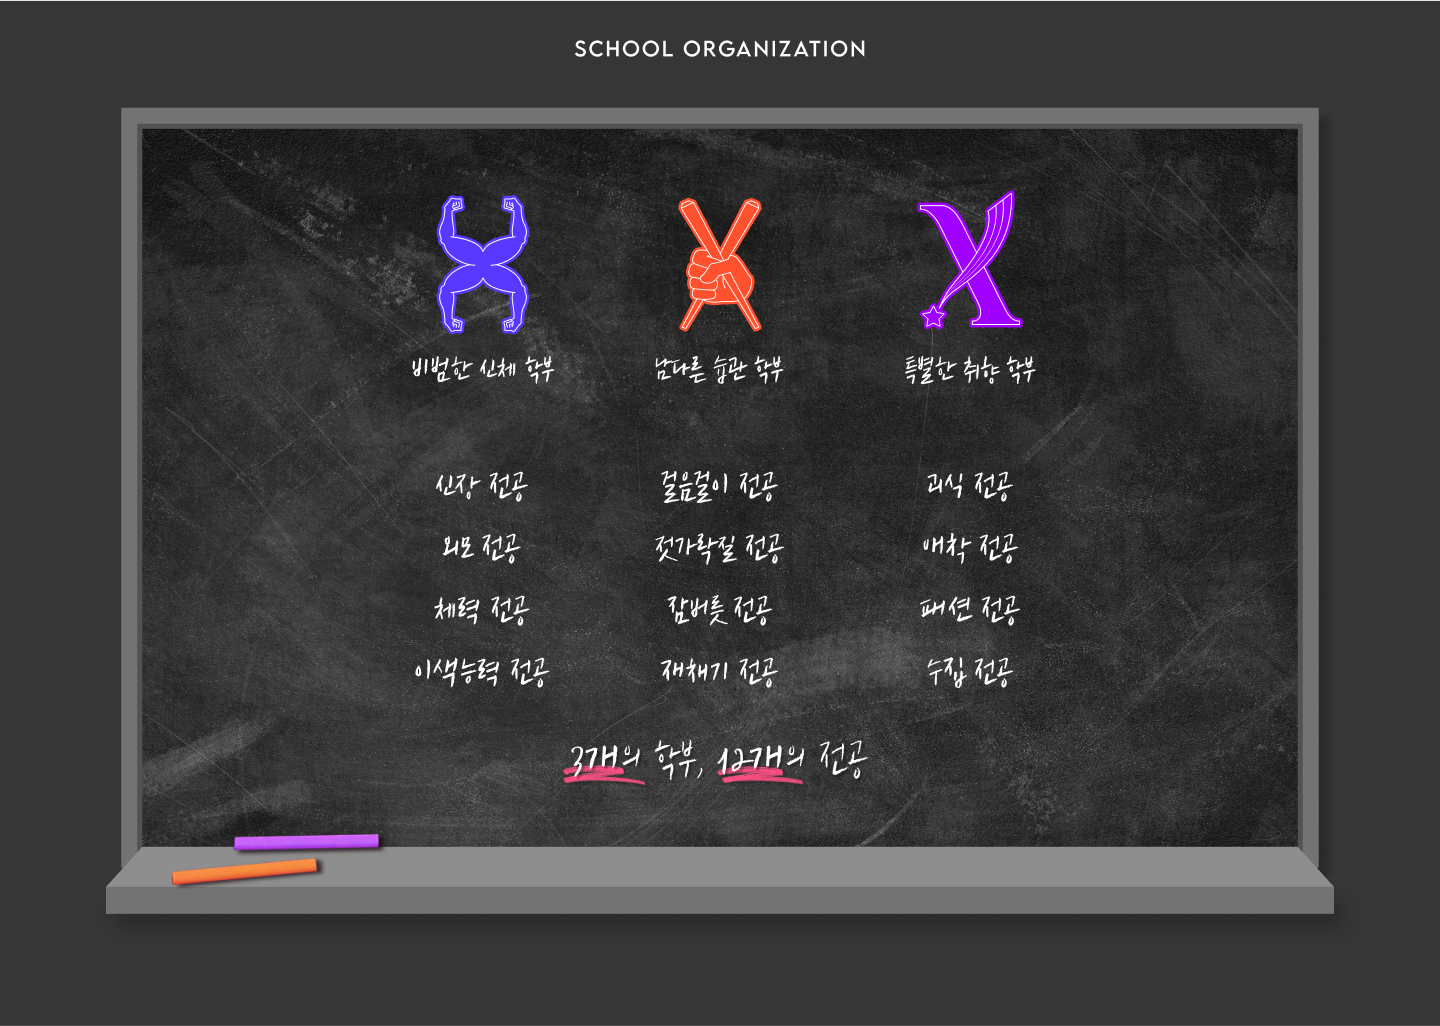 SCHOOL ORGANIZATION
비범한 신체 학부
남다른 습관 학부
특별한 취향 학부
신장 전공
걸음걸이 전공
괴식 전공
외모 전공
젓가락질 전공
애착 전공
체력 전공
잠버릇 전공
패션 전공
이색능력 전공
재채기 전공
수집 전공
3개의 학부, 12개의 전공